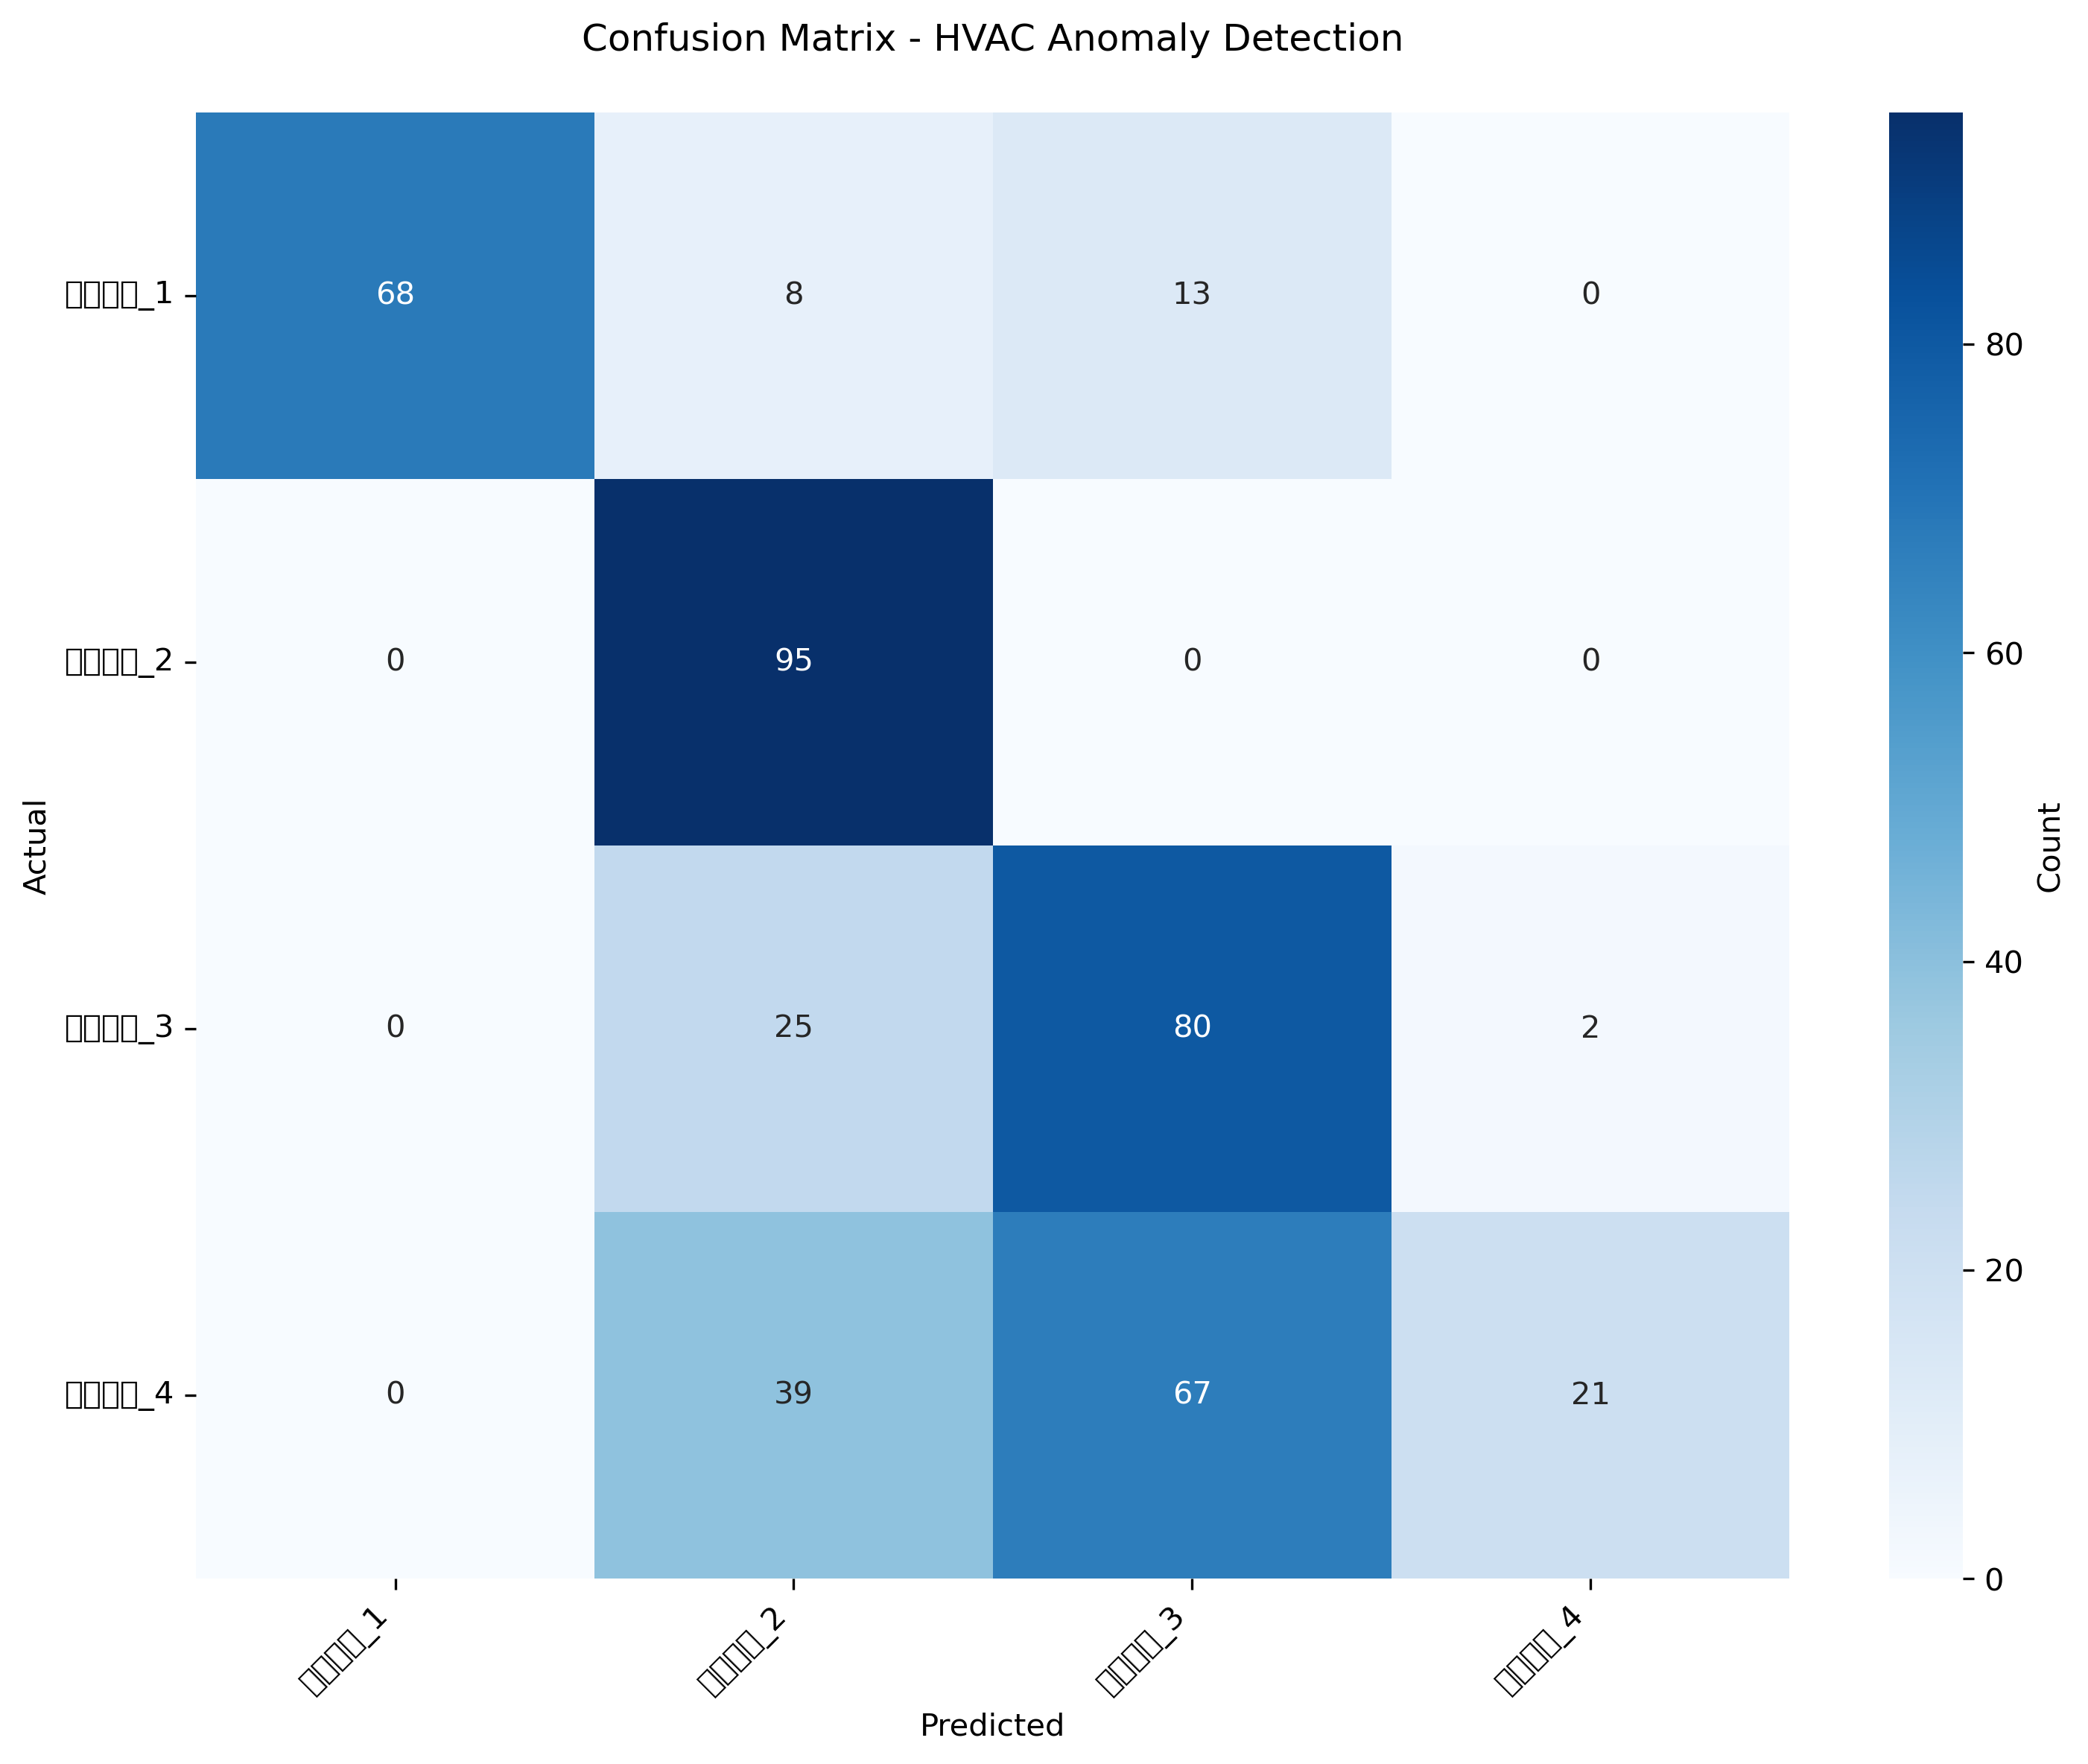 Confusion Matrix - HVAC Anomaly Detection
68 8 13 0
0 95 0 0
0 25 80 2
0 39 67 21
_1
_2
_3
_4
Actual
_1
_2
_3
_4
Predicted
80
60
40
20
0
Count